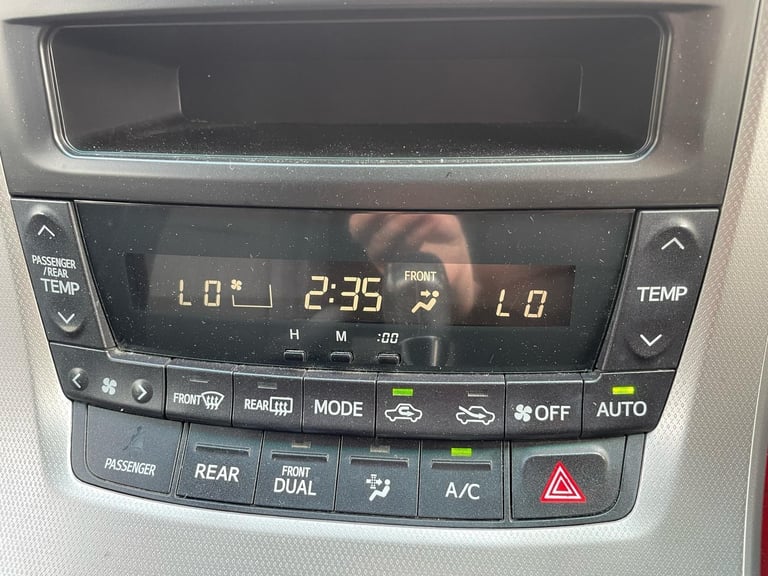 PASSENGER
/REAR
TEMP
LO
2:35
FRONT
LO
TEMP
H M :00
FRONT
REAR
MODE
OFF
AUTO
PASSENGER
REAR
FRONT
DUAL
A/C